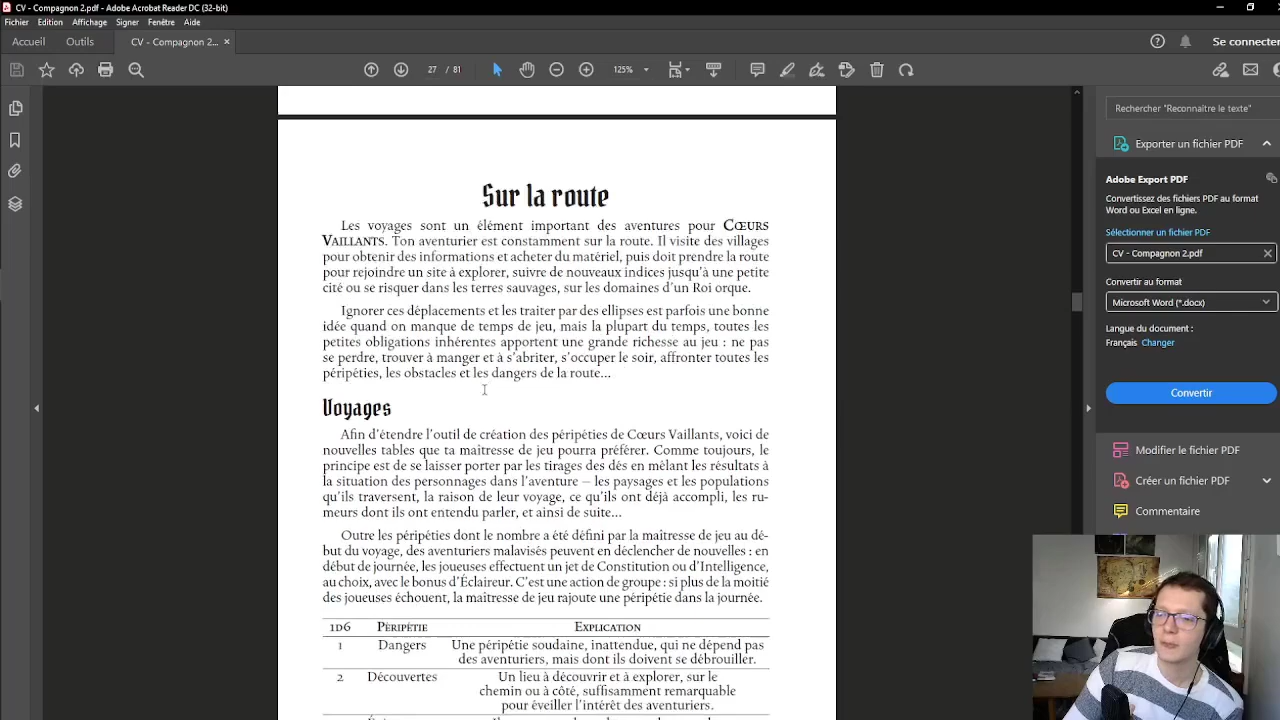 CV - Compagnon 2.pdf - Adobe Acrobat Reader DC (32-bit)
Fichier Edition Affichage Signer Fenêtre Aide
Accueil Outils CV - Compagnon 2... × Se connecter
27 / 81 125%
Sur la route
Les voyages sont un élément important des aventures pour CŒURS
VAILLANTS. Ton aventurier est constamment sur la route. Il visite des villages
pour obtenir des informations et acheter du matériel, puis doit prendre la route
pour rejoindre un site à explorer, suivre de nouveaux indices jusqu'à une petite
cité ou se risquer dans les terres sauvages, sur les domaines d'un Roi orque.
Ignorer ces déplacements et les traiter par des ellipses est parfois une bonne
idée quand on manque de temps de jeu, mais la plupart du temps, toutes les
petites obligations inhérentes apportent une grande richesse au jeu : ne pas
se perdre, trouver à manger et à s'abriter, s'occuper le soir, affronter toutes les
péripéties, les obstacles et les dangers de la route...
Voyages
Afin d'étendre l'outil de création des péripéties de Cœurs Vaillants, voici de
nouvelles tables que ta maîtresse de jeu pourra préférer. Comme toujours, le
principe est de se laisser porter par les tirages des dés en mêlant les résultats à
la situation des personnages dans l'aventure – les paysages et les populations
qu'ils traversent, la raison de leur voyage, ce qu'ils ont déjà accompli, les ru-
meurs dont ils ont entendu parler, et ainsi de suite...
Outre les péripéties dont le nombre a été défini par la maîtresse de jeu au dé-
but du voyage, des aventuriers malavisés peuvent en déclencher de nouvelles : en
début de journée, les joueuses effectuent un jet de Constitution ou d'Intelligence,
au choix, avec le bonus d'Éclaireur. C'est une action de groupe : si plus de la moitié
des joueuses échouent, la maîtresse de jeu rajoute une péripétie dans la journée.
1D6 PÉRIPÉTIE EXPLICATION
1 Dangers Une péripétie soudaine, inattendue, qui ne dépend pas
des aventuriers, mais dont ils doivent se débrouiller.
2 Découvertes Un lieu à découvrir et à explorer, sur le
chemin ou à côté, suffisamment remarquable
pour éveiller l'intérêt des aventuriers.
Rechercher "Reconnaître le texte"
Exporter un fichier PDF
Adobe Export PDF
Convertissez des fichiers PDF au format
Word ou Excel en ligne.
Sélectionner un fichier PDF
CV - Compagnon 2.pdf ×
Convertir au format
Microsoft Word (*.docx)
Langue du document :
Français Changer
Convertir
Modifier le fichier PDF
Créer un fichier PDF
Commentaire